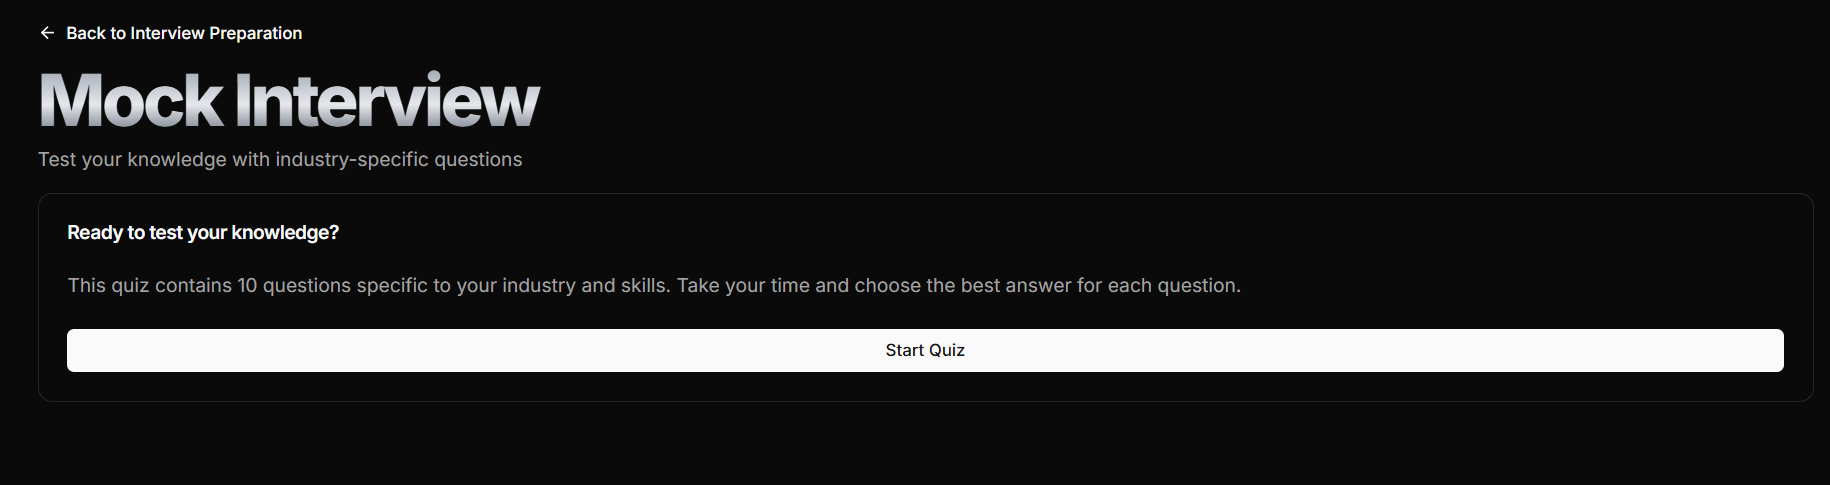 Back to Interview Preparation
Mock Interview
Test your knowledge with industry-specific questions
Ready to test your knowledge?
This quiz contains 10 questions specific to your industry and skills. Take your time and choose the best answer for each question.
Start Quiz